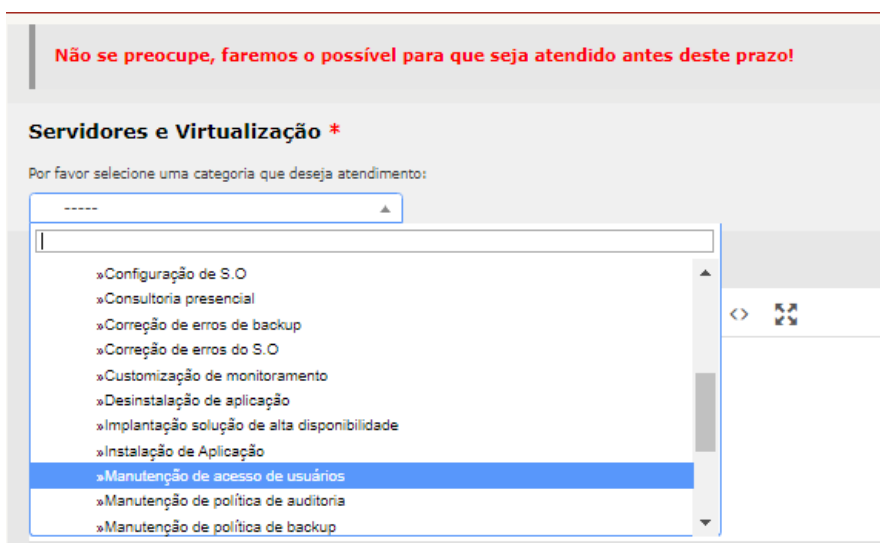 Não se preocupe, faremos o possível para que seja atendido antes deste prazo!
Servidores e Virtualização *
Por favor selecione uma categoria que deseja atendimento:
-----
»Configuração de S.O
»Consultoria presencial
»Correção de erros de backup
»Correção de erros do S.O
»Customização de monitoramento
»Desinstalação de aplicação
»Implantação solução de alta disponibilidade
»Instalação de Aplicação
»Manutenção de acesso de usuários
»Manutenção de política de auditoria
»Manutenção de política de backup